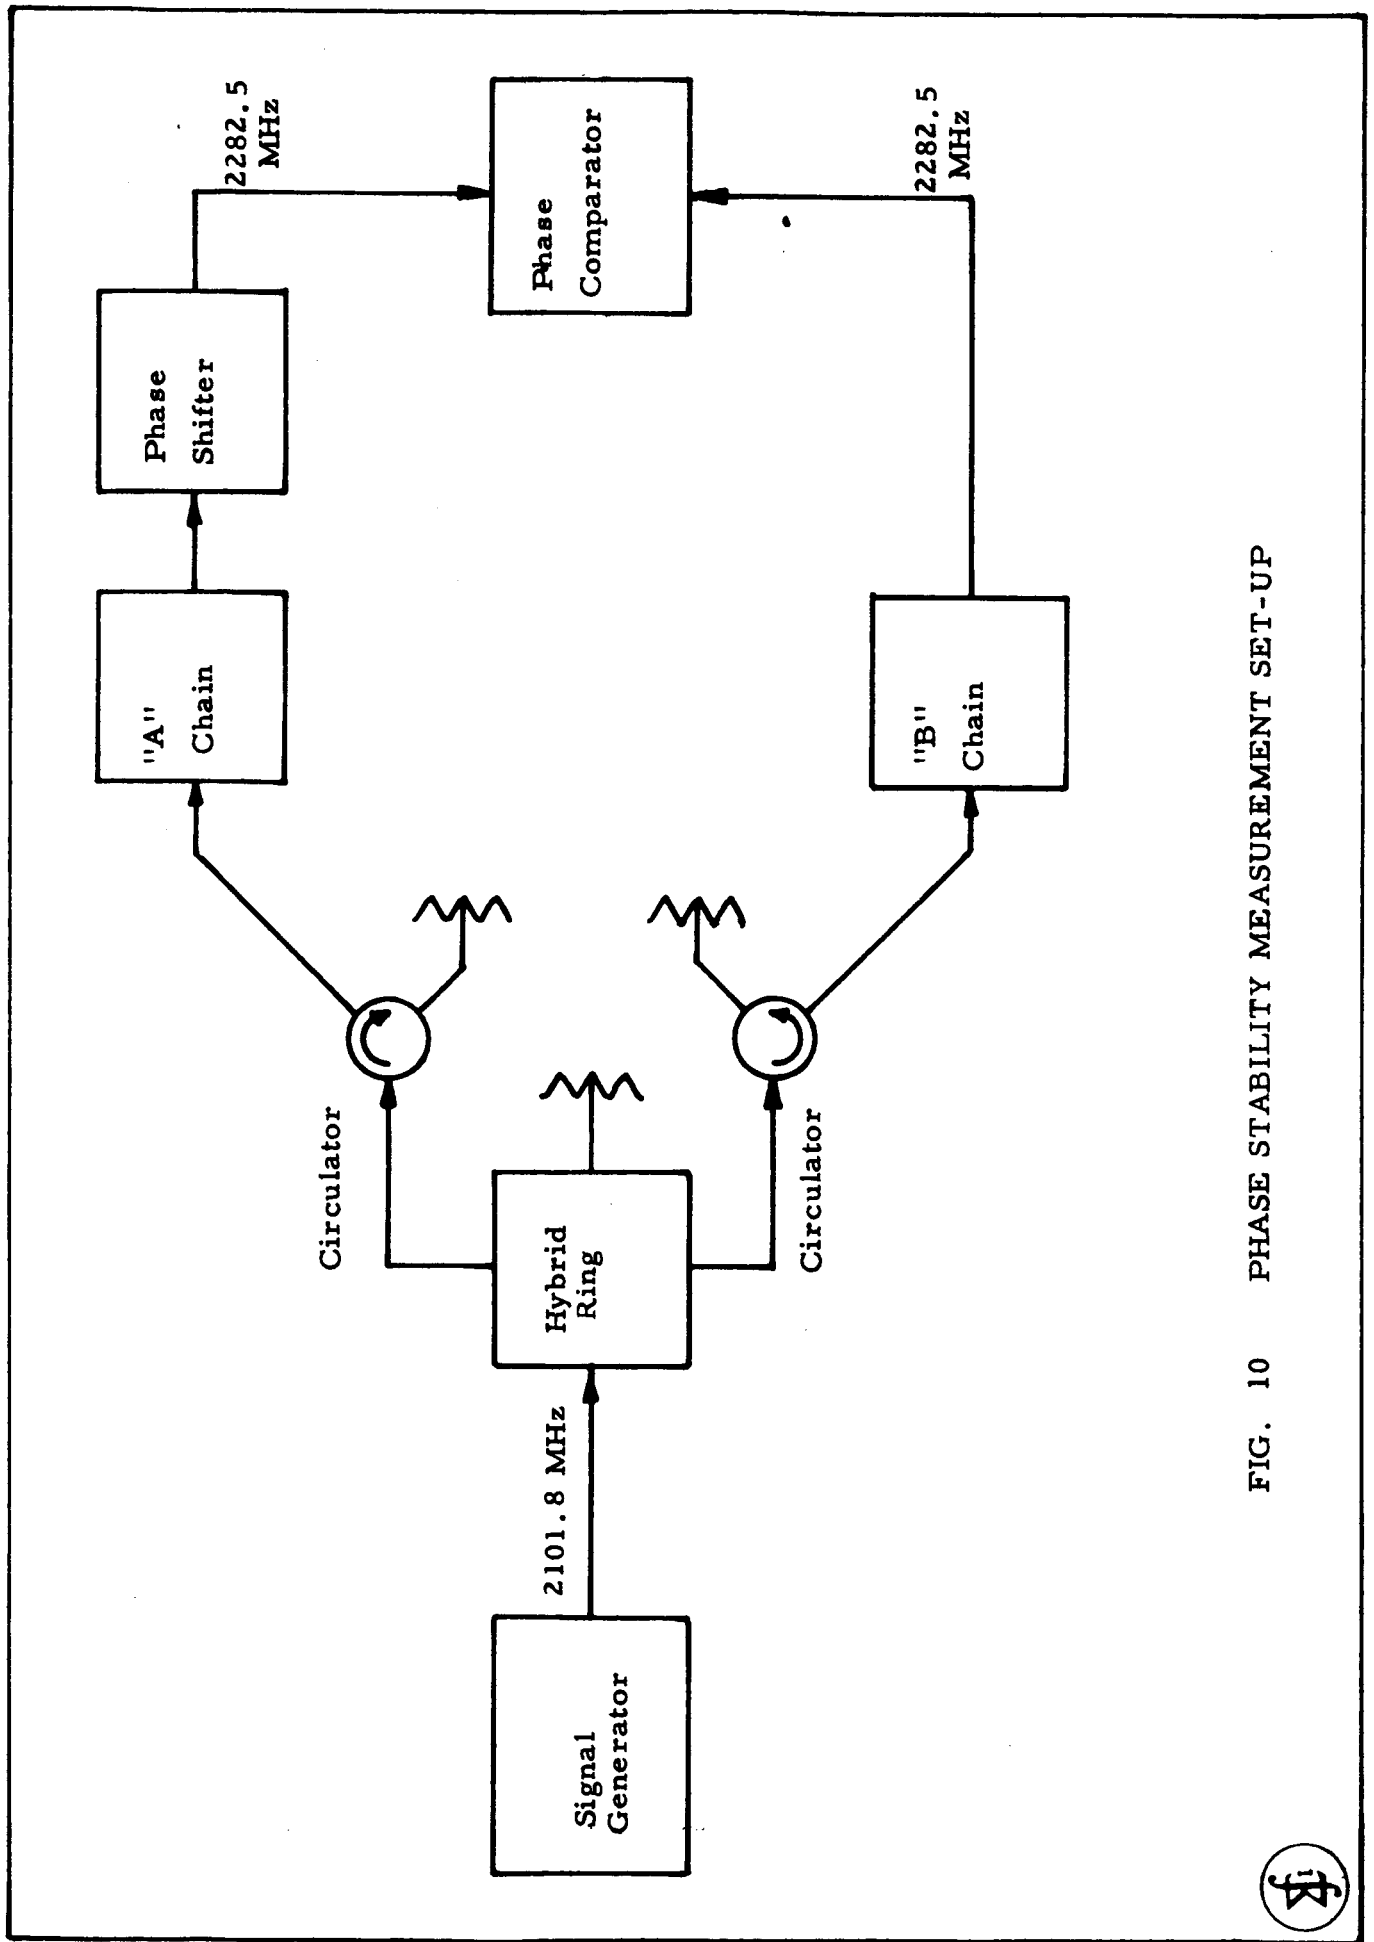 Signal
Generator
2101.8 MHz
Hybrid
Ring
Circulator
Circulator
"A"
Chain
"B"
Chain
Phase
Shifter
2282.5
MHz
2282.5
MHz
Phase
Comparator
FIG. 10 PHASE STABILITY MEASUREMENT SET-UP